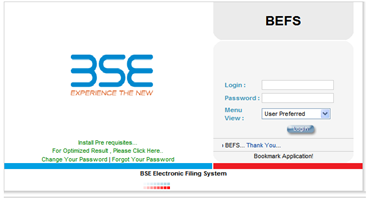 BEFS
BSE
EXPERIENCE THE NEW
Login :
Password :
Menu View :
User Preferred
Login
Install Pre requisites...
For Optimized Result , Please Click Here..
Change Your Password | Forgot Your Password
› BEFS... Thank You...
Bookmark Application!
BSE Electronic Filing System